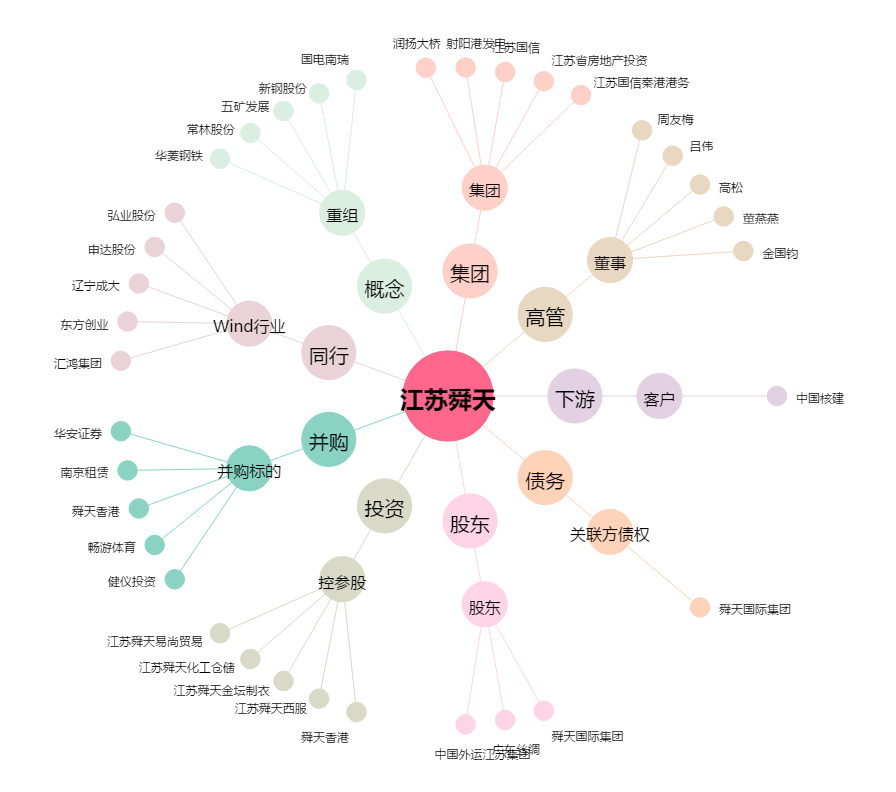 润扬大桥
射阳港发电
江苏国信
江苏省房地产投资
江苏国信秦港港务
集团
集团
国电南瑞
新钢股份
五矿发展
常林股份
华菱钢铁
重组
概念
周友梅
吕伟
高松
堇燕燕
金国钧
董事
高管
弘业股份
申达股份
辽宁成大
东方创业
汇鸿集团
Wind行业
同行
江苏舜天
下游
客户
中国核建
华安证券
南京租赁
舜天香港
畅游体育
健仪投资
并购标的
并购
投资
控参股
江苏舜天易尚贸易
江苏舜天化工仓储
江苏舜天金坛制衣
江苏舜天西服
舜天香港
股东
股东
中国外运江苏集团
广东丝绸
舜天国际集团
债务
关联方债权
舜天国际集团